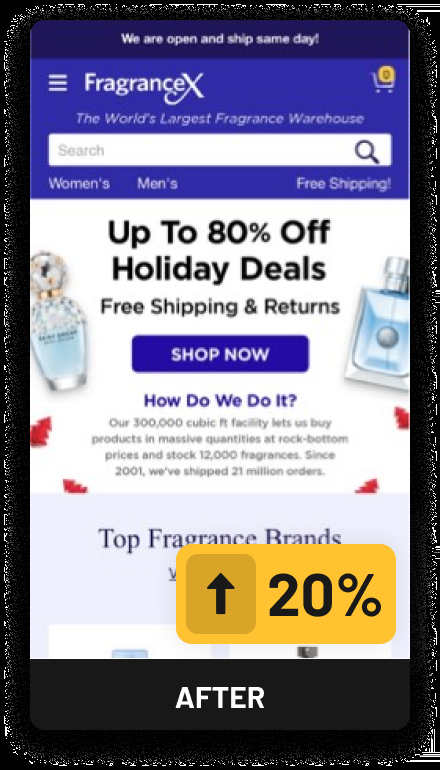 We are open and ship same day!
FragranceX
0
The World's Largest Fragrance Warehouse
Search
Women's Men's Free Shipping!
Up To 80% Off
Holiday Deals
Free Shipping & Returns
SHOP NOW
How Do We Do It?
Our 300,000 cubic ft facility lets us buy
products in massive quantities at rock-bottom
prices and stock 12,000 fragrances. Since
2001, we've shipped 21 million orders.
Top Fragrance Brands
20%
AFTER